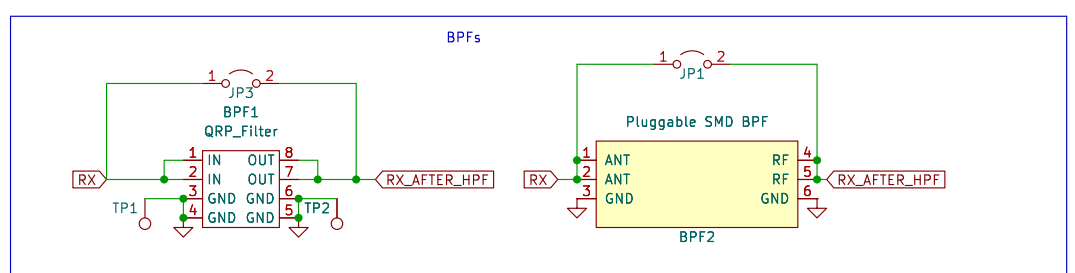 BPFs
1 2
JP3
BPF1
QRP_Filter
1 IN OUT 8
RX 2 IN OUT 7 RX_AFTER_HPF
3 GND GND 6
TP1 TP2
4 GND GND 5
1 2
JP1
Pluggable SMD BPF
1 ANT RF 4
RX 2 ANT RF 5 RX_AFTER_HPF
3 GND GND 6
BPF2